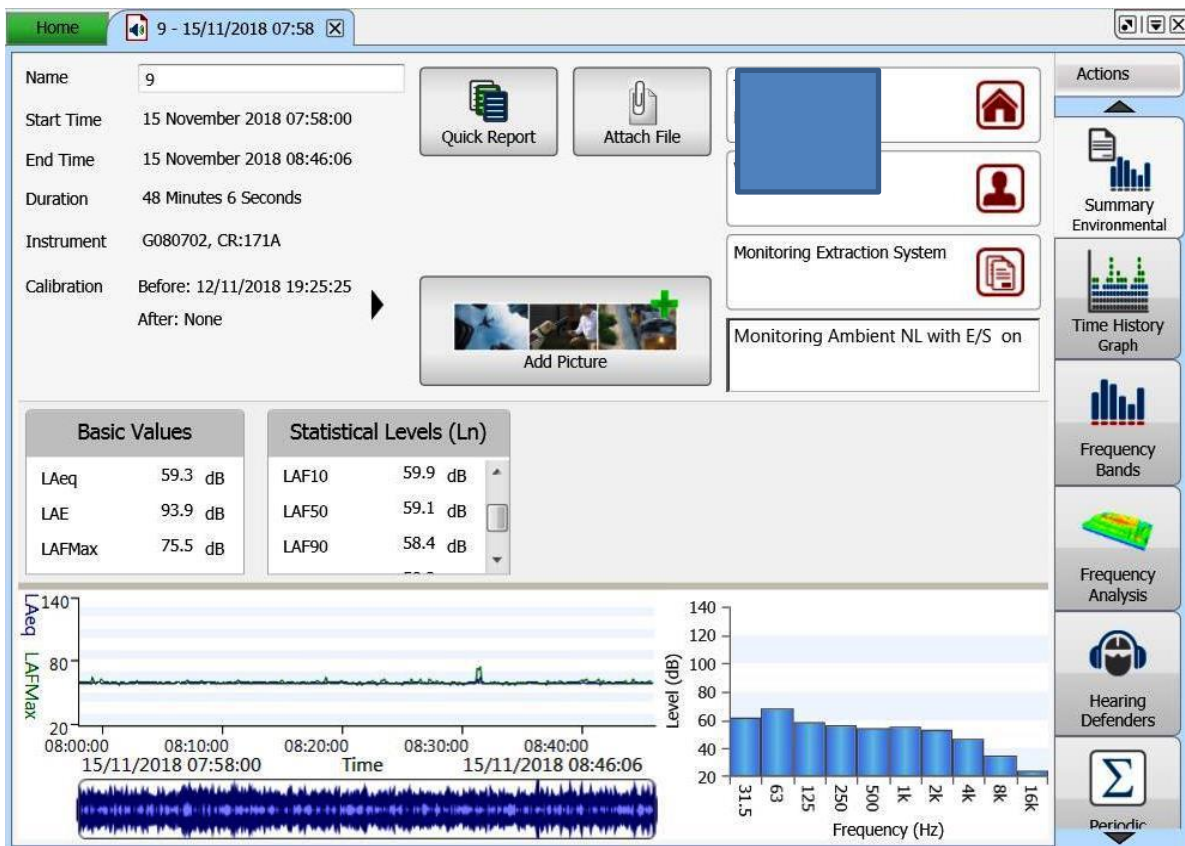 Home
9 - 15/11/2018 07:58
Name
9
Start Time
15 November 2018 07:58:00
End Time
15 November 2018 08:46:06
Duration
48 Minutes 6 Seconds
Instrument
G080702, CR:171A
Calibration
Before: 12/11/2018 19:25:25
After: None
Quick Report
Attach File
Add Picture
Monitoring Extraction System
Monitoring Ambient NL with E/S on
Basic Values
LAeq 59.3 dB
LAE 93.9 dB
LAFMax 75.5 dB
Statistical Levels (Ln)
LAF10 59.9 dB
LAF50 59.1 dB
LAF90 58.4 dB
LAeq
LAFMax
140
80
20
08:00:00 08:10:00 08:20:00 08:30:00 08:40:00
15/11/2018 07:58:00 Time 15/11/2018 08:46:06
Level (dB)
140
120
100
80
60
40
20
31.5 63 125 250 500 1k 2k 4k 8k 16k
Frequency (Hz)
Actions
Summary
Environmental
Time History
Graph
Frequency
Bands
Frequency
Analysis
Hearing
Defenders
Σ
Periodic